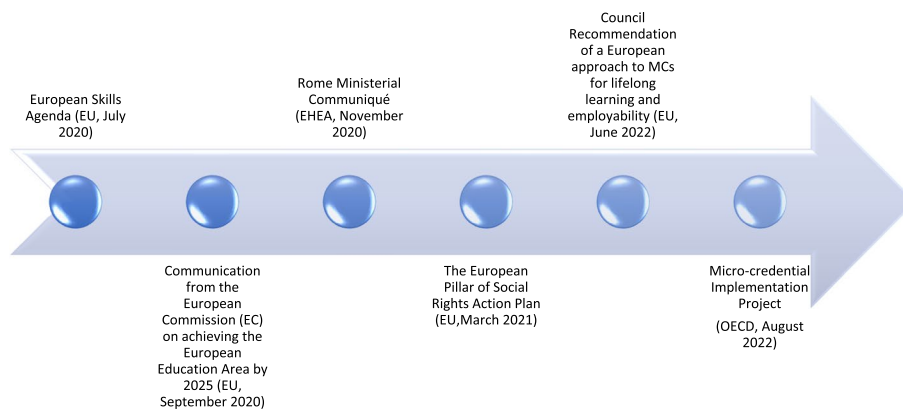 European Skills
Agenda (EU, July
2020)
Communication
from the
European
Commission (EC)
on achieving the
European
Education Area by
2025 (EU,
September 2020)
Rome Ministerial
Communiqué
(EHEA, November
2020)
The European
Pillar of Social
Rights Action Plan
(EU,March 2021)
Council
Recommendation
of a European
approach to MCs
for lifelong
learning and
employability (EU,
June 2022)
Micro-credential
Implementation
Project
(OECD, August
2022)